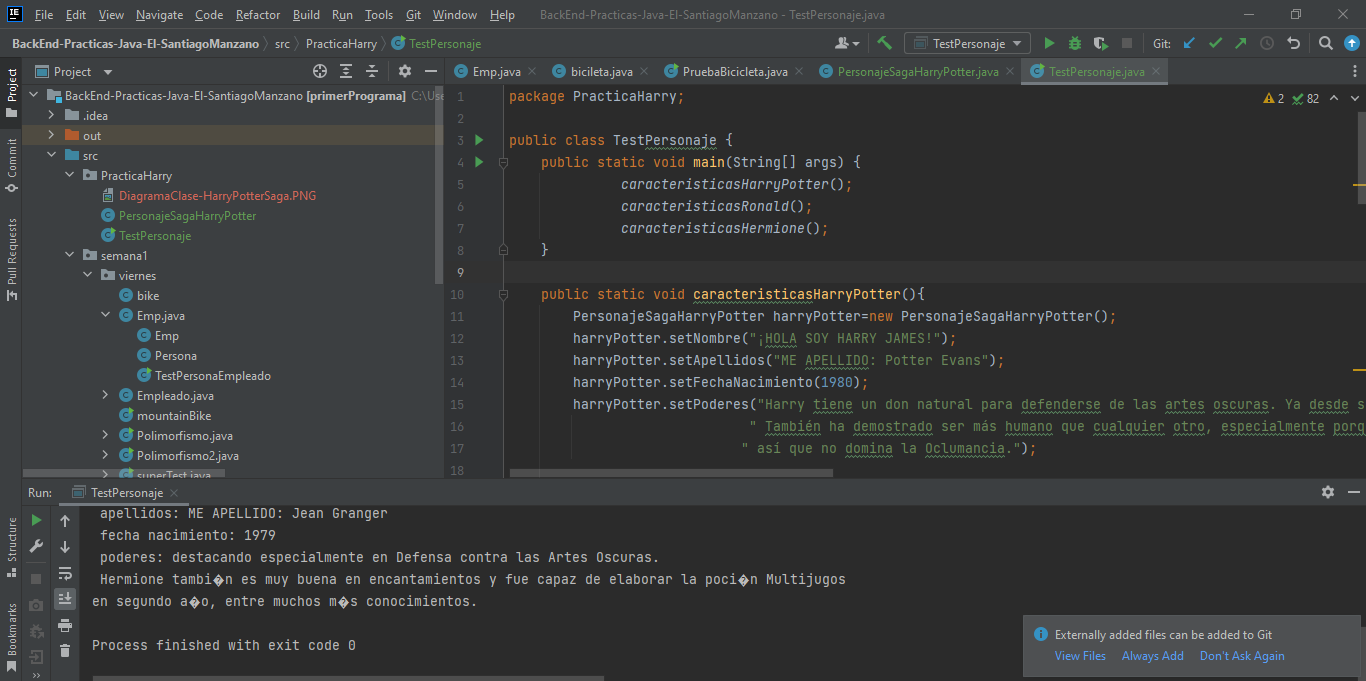 File Edit View Navigate Code Refactor Build Run Tools Git Window Help BackEnd-Practicas-Java-El-SantiagoManzano - TestPersonaje.java
BackEnd-Practicas-Java-El-SantiagoManzano src PracticaHarry TestPersonaje TestPersonaje Git:
Project
Emp.java bicileta.java PruebaBicicleta.java PersonajeSagaHarryPotter.java TestPersonaje.java
Project
Commit
Pull Requests
BackEnd-Practicas-Java-El-SantiagoManzano [primerPrograma] C:\Use
.idea
out
src
PracticaHarry
DiagramaClase-HarryPotterSaga.PNG
PersonajeSagaHarryPotter
TestPersonaje
semana1
viernes
bike
Emp.java
Emp
Persona
TestPersonaEmpleado
Empleado.java
mountainBike
Polimorfismo.java
Polimorfismo2.java
superTest.java
2 82
1 package PracticaHarry;
2
3 public class TestPersonaje {
4 public static void main(String[] args) {
5 caracteristicasHarryPotter();
6 caracteristicasRonald();
7 caracteristicasHermione();
8 }
9
10 public static void caracteristicasHarryPotter(){
11 PersonajeSagaHarryPotter harryPotter=new PersonajeSagaHarryPotter();
12 harryPotter.setNombre("¡HOLA SOY HARRY JAMES!");
13 harryPotter.setApellidos("ME APELLIDO: Potter Evans");
14 harryPotter.setFechaNacimiento(1980);
15 harryPotter.setPoderes("Harry tiene un don natural para defenderse de las artes oscuras. Ya desde s
16 " También ha demostrado ser más humano que cualquier otro, especialmente porq
17 " así que no domina la Oclumancia.");
18
Run: TestPersonaje
Structure
Bookmarks
apellidos: ME APELLIDO: Jean Granger
fecha nacimiento: 1979
poderes: destacando especialmente en Defensa contra las Artes Oscuras.
Hermione tambi�n es muy buena en encantamientos y fue capaz de elaborar la poci�n Multijugos
en segundo a�o, entre muchos m�s conocimientos.
Process finished with exit code 0
Externally added files can be added to Git
View Files Always Add Don't Ask Again